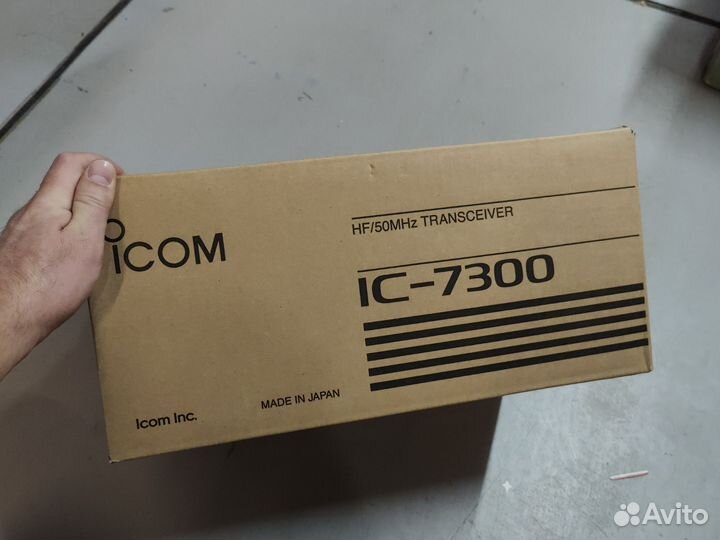 ICOM
HF/50MHz TRANSCEIVER
IC-7300
MADE IN JAPAN
Icom Inc.
Avito